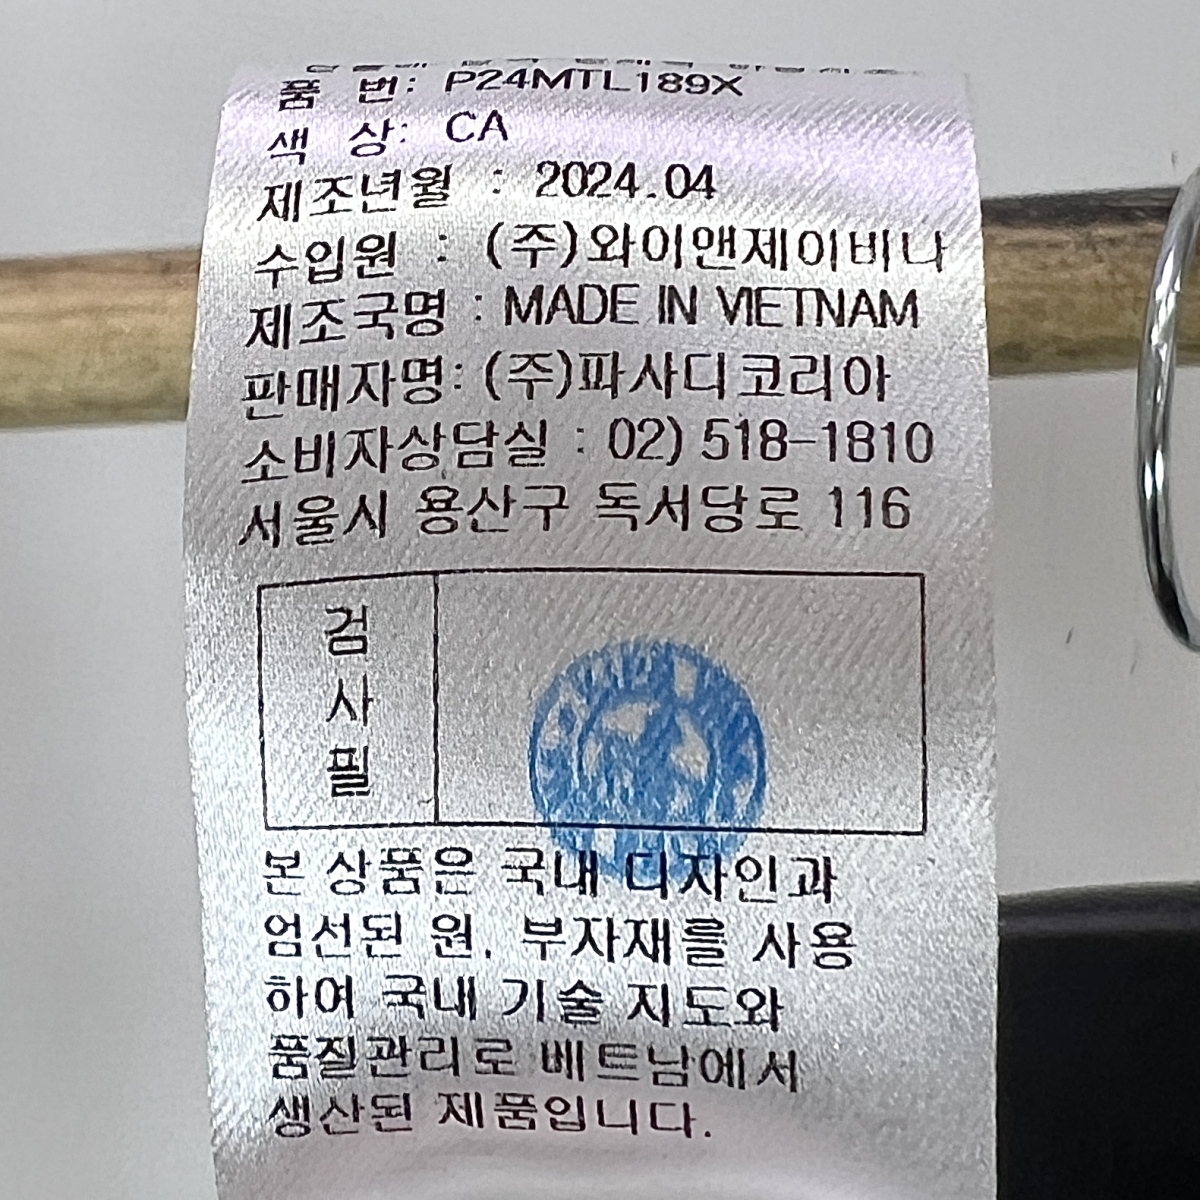 품 번: P24MTL189X
색 상: CA
제조년월 : 2024.04
수입원 : (주)와이앤제이비나
제조국명 : MADE IN VIETNAM
판매자명: (주)파사디코리아
소비자상담실 : 02) 518-1810
서울시 용산구 독서당로 116
검
사
필
본 상품은 국내 디자인과
엄선된 원, 부자재를 사용
하여 국내 기술 지도와
품질관리로 베트남에서
생산된 제품입니다.